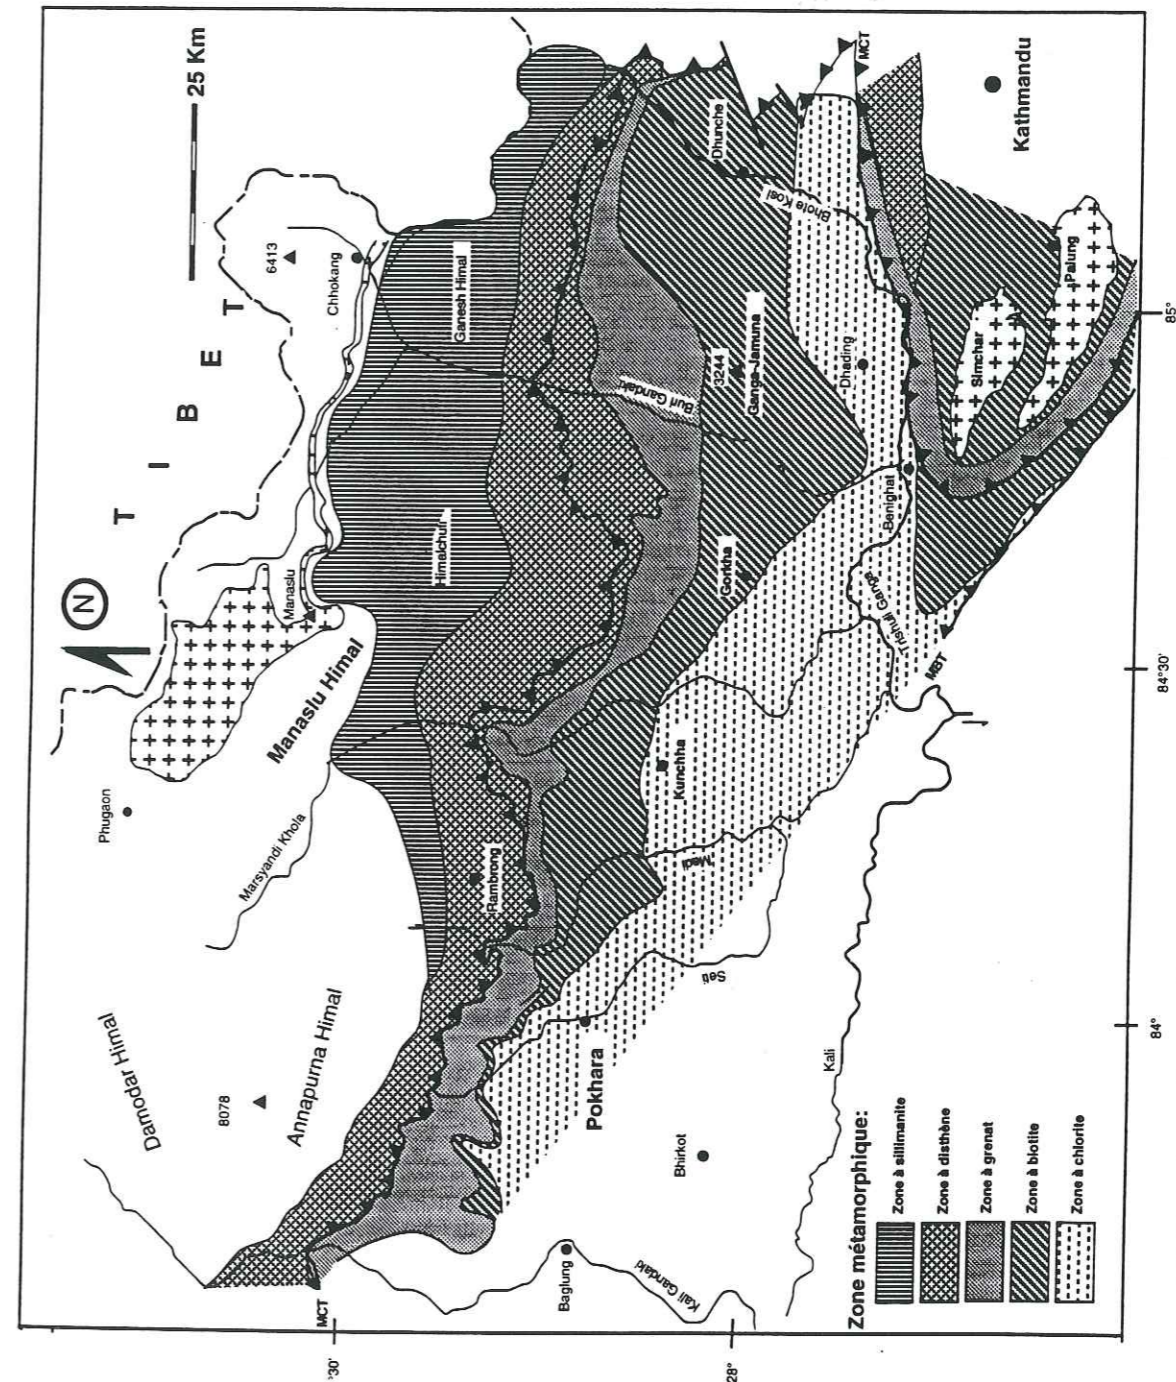 25 Km
N
T I B E T
6413
Chhokang
Manaslu
Manaslu Himal
Phugaon
Marsyandi Khola
Damodar Himal
8078
Annapurna Himal
Ganesh Himal
Himalchuli
Rambrong
Dhunche
Bhote Kosi
MCT
Kathmandu
Buri Gandaki
3244
Ganga-Jamuna
Dhading
Simchar
Palung
Gorkha
Benighat
Trishuli Gange
MBT
Kunchha
Madi
Seti
Pokhara
Kali
Bhirkot
Baglung
Kali Gandaki
MCT
Zone métamorphique:
Zone à sillimanite
Zone à disthène
Zone à grenat
Zone à biotite
Zone à chlorite
85°
84°30'
84°
°30'
28°